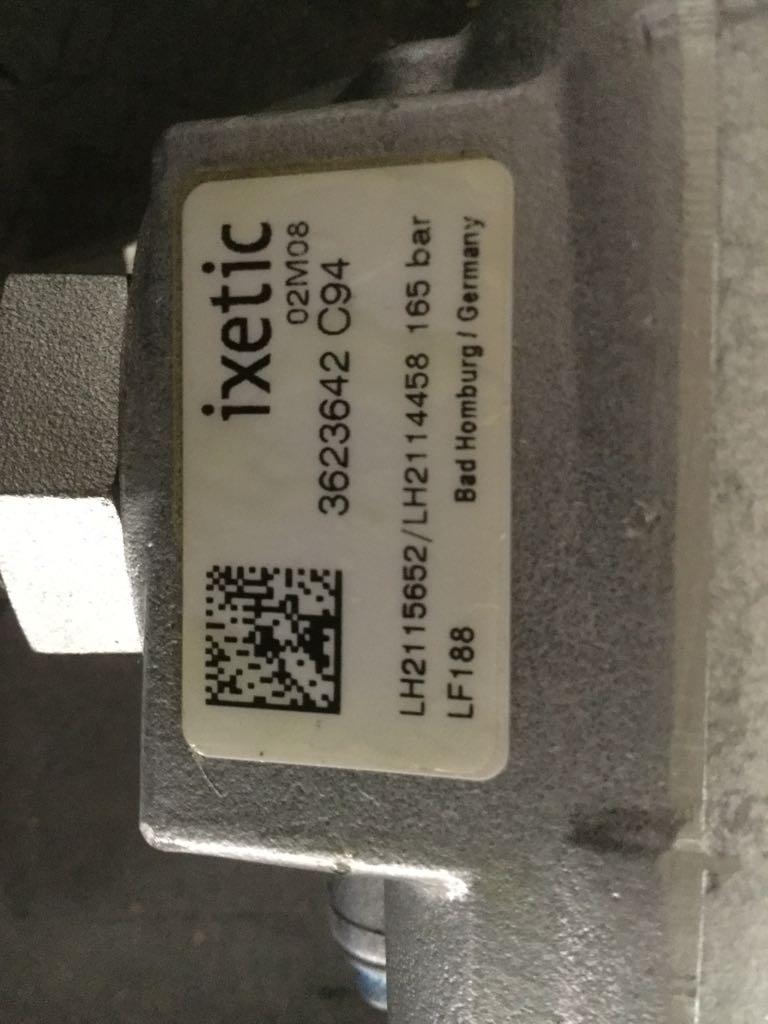 ixetic
02M08
3623642 C94
LH2115652/LH2114458 165 bar
LF188 Bad Homburg / Germany